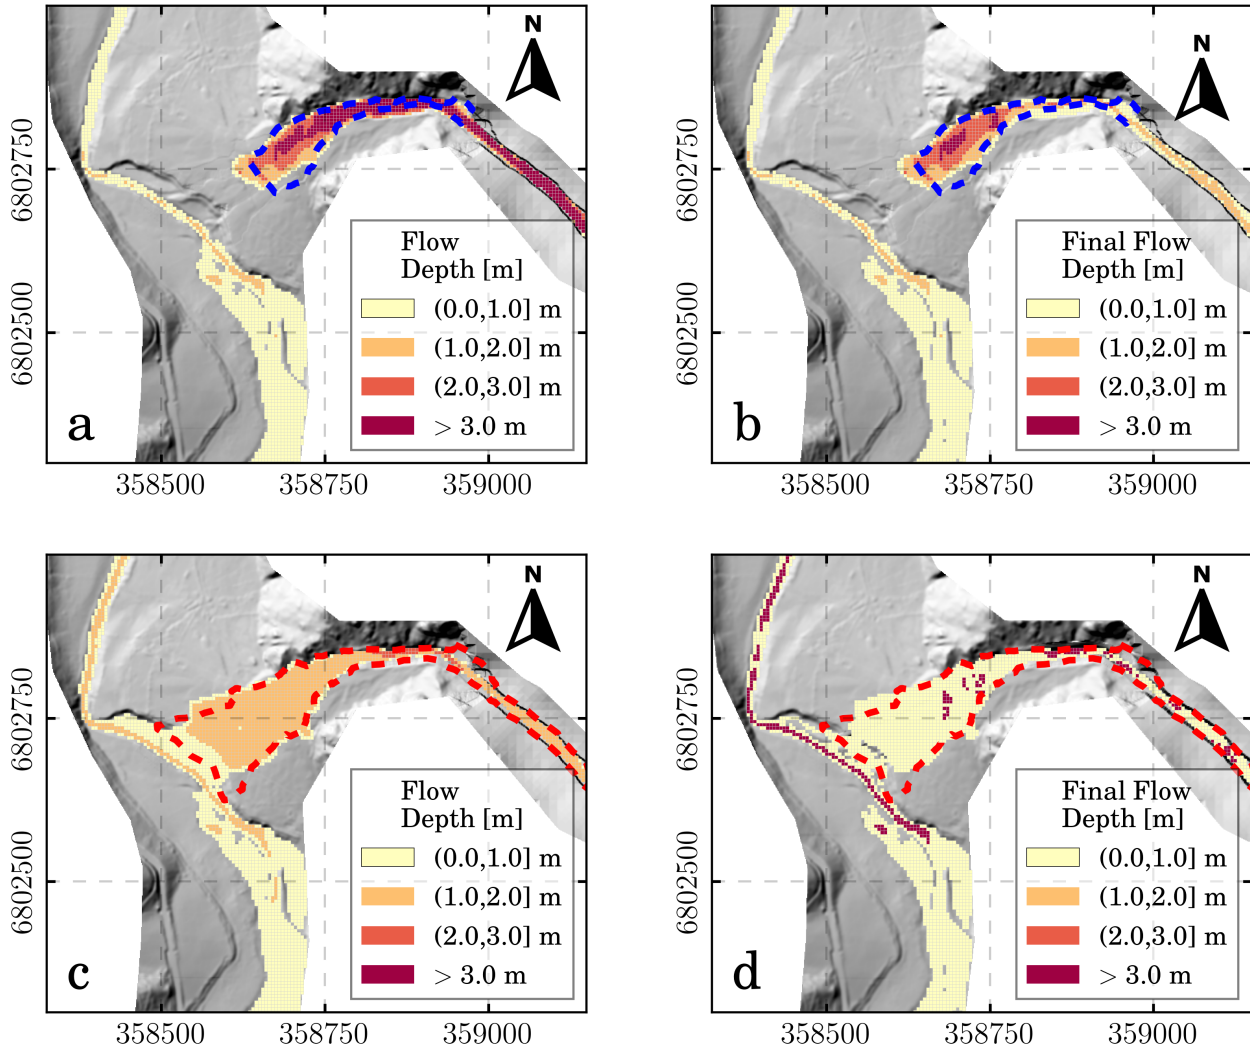 N
6802750
6802500
Flow
Depth [m]
(0.0,1.0] m
(1.0,2.0] m
(2.0,3.0] m
> 3.0 m
a
358500
358750
359000
N
6802750
6802500
Final Flow
Depth [m]
(0.0,1.0] m
(1.0,2.0] m
(2.0,3.0] m
> 3.0 m
b
358500
358750
359000
N
6802750
6802500
Flow
Depth [m]
(0.0,1.0] m
(1.0,2.0] m
(2.0,3.0] m
> 3.0 m
c
358500
358750
359000
N
6802750
6802500
Final Flow
Depth [m]
(0.0,1.0] m
(1.0,2.0] m
(2.0,3.0] m
> 3.0 m
d
358500
358750
359000